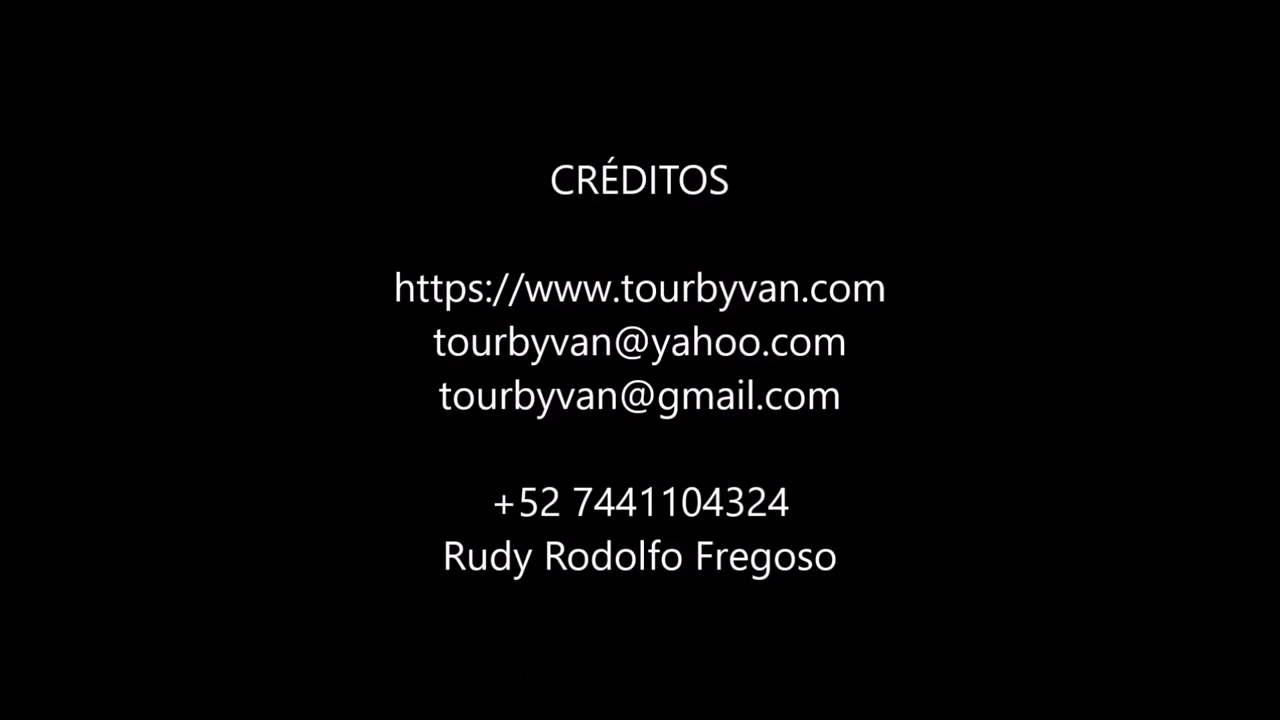 CRÉDITOS
https://www.tourbyvan.com
tourbyvan@yahoo.com
tourbyvan@gmail.com
+52 7441104324
Rudy Rodolfo Fregoso